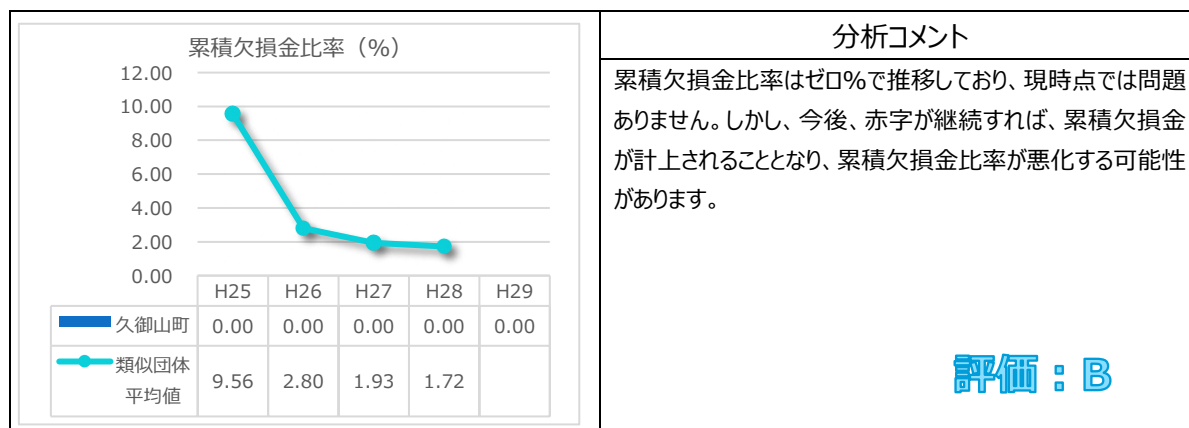 累積欠損金比率（%）
12.00
10.00
8.00
6.00
4.00
2.00
0.00
H25 H26 H27 H28 H29
久御山町 0.00 0.00 0.00 0.00 0.00
類似団体
平均値 9.56 2.80 1.93 1.72
分析コメント
累積欠損金比率はゼロ%で推移しており、現時点では問題
ありません。しかし、今後、赤字が継続すれば、累積欠損金
が計上されることとなり、累積欠損金比率が悪化する可能性
があります。
評価：B